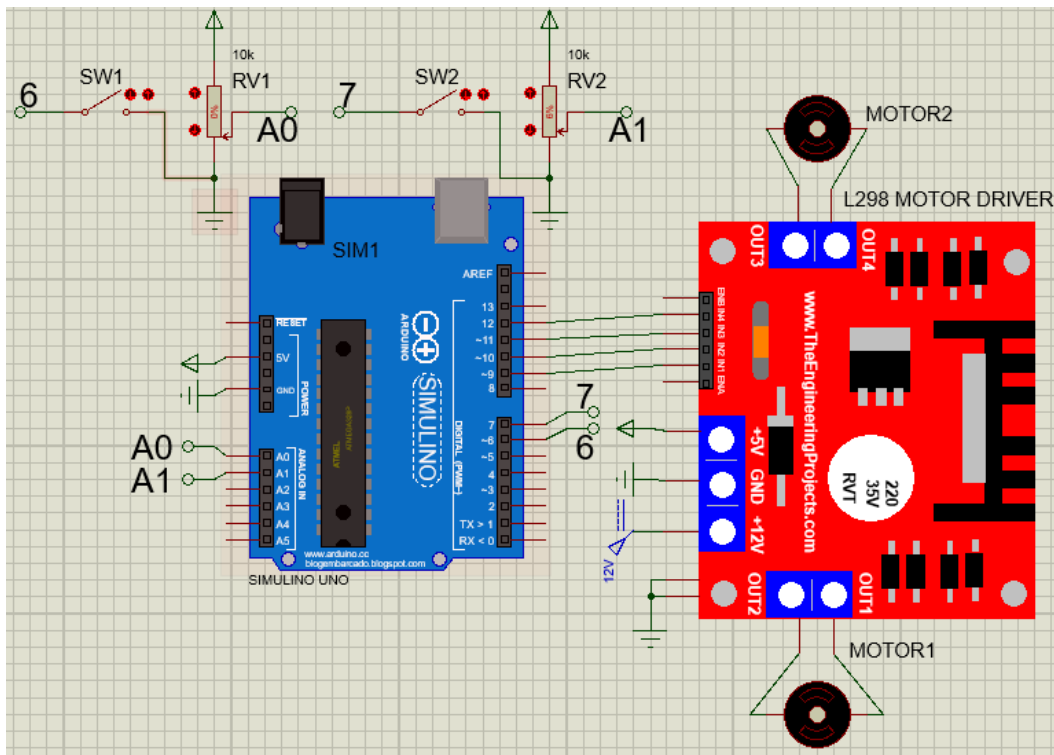 10k
10k
SW1
RV1
SW2
RV2
6
0%
A0
7
A1
MOTOR2
L298 MOTOR DRIVER
SIM1
OUT3
OUT4
AREF
13
12
~11
~10
~9
8
RESET
5V
GND
POWER
ARDUINO
SIMULINO
ATMEL
DIGITAL (PWM~)
7
~6
~5
4
~3
2
TX > 1
RX < 0
7
6
A0
A1
ANALOG IN
A0
A1
A2
A3
A4
A5
www.arduino.cc
blogembarcado.blogspot.com
SIMULINO UNO
ENB IN4 IN3 IN2 IN1 ENA
www.TheEngineeringProjects.com
+5V
GND
+12V
220
35V
RVT
12V
OUT2
OUT1
MOTOR1